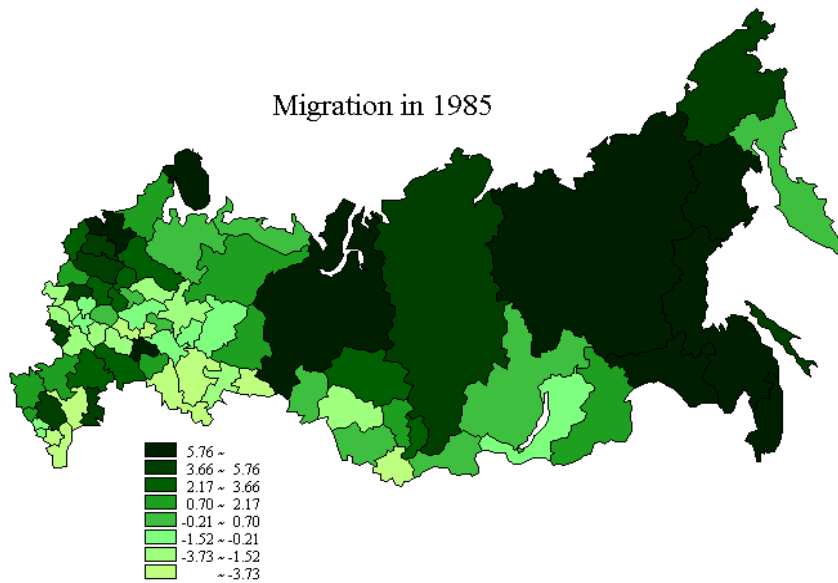 Migration in 1985
5.76 ~
3.66 ~ 5.76
2.17 ~ 3.66
0.70 ~ 2.17
-0.21 ~ 0.70
-1.52 ~ -0.21
-3.73 ~ -1.52
~ -3.73